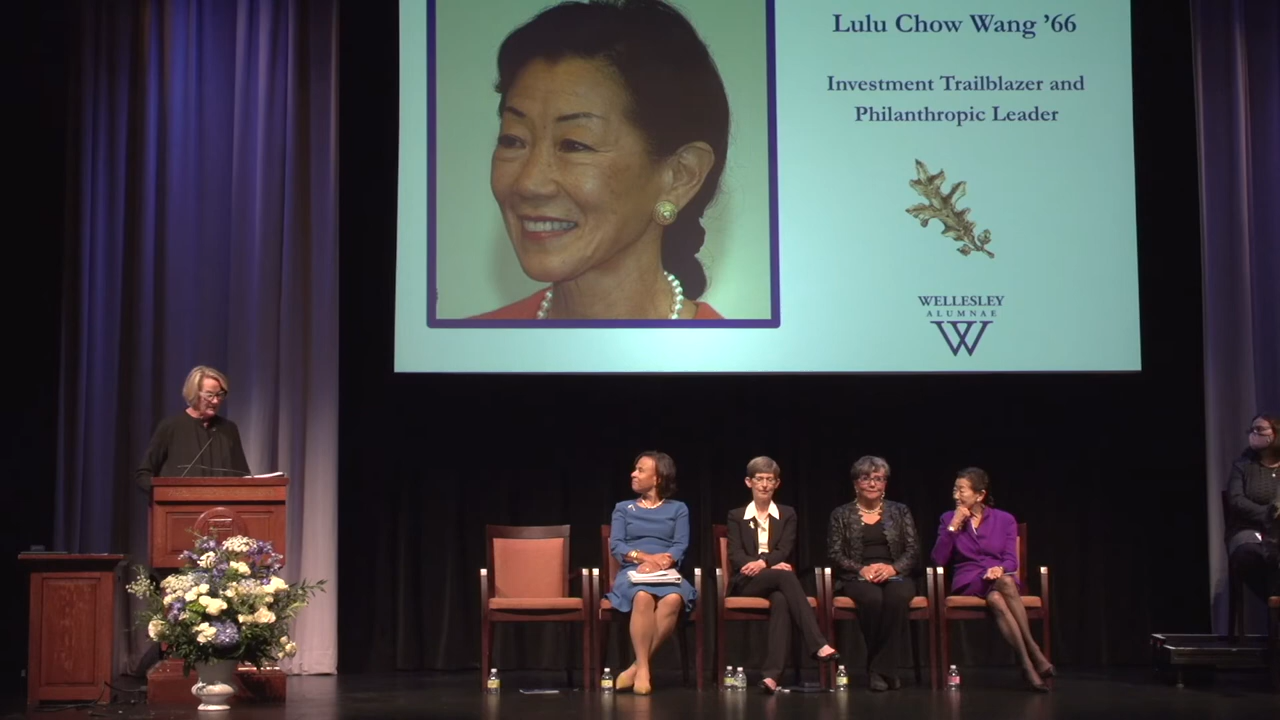 Lulu Chow Wang ’66
Investment Trailblazer and
Philanthropic Leader
WELLESLEY
ALUMNAE
W